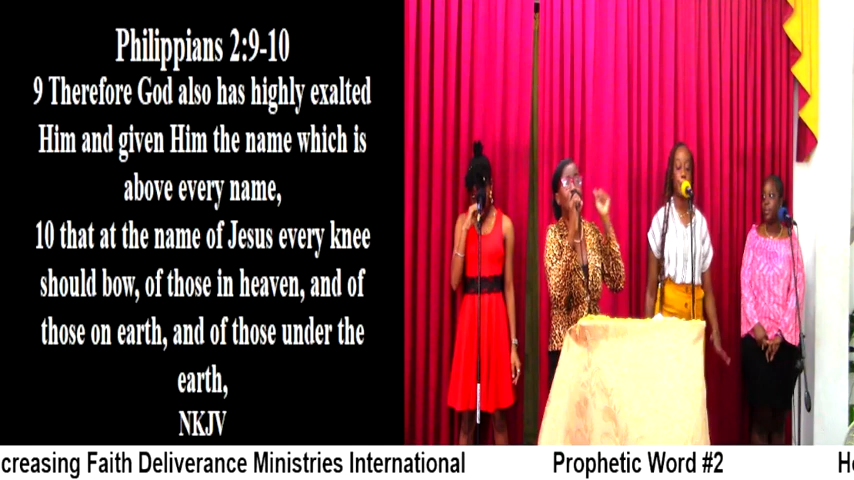 Philippians 2:9-10
9 Therefore God also has highly exalted
Him and given Him the name which is
above every name,
10 that at the name of Jesus every knee
should bow, of those in heaven, and of
those on earth, and of those under the
earth,
NKJV
creasing Faith Deliverance Ministries International Prophetic Word #2